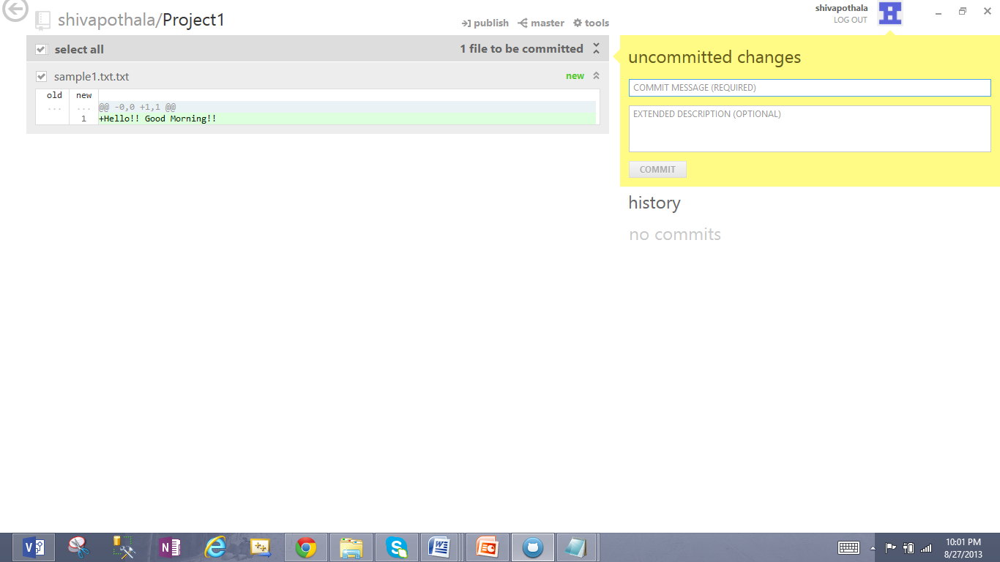 shivapothala/Project1
publish
master
tools
shivapothala
LOG OUT
select all
1 file to be committed
sample1.txt.txt
new
old new
... ... @@ -0,0 +1,1 @@
1 +Hello!! Good Morning!!
uncommitted changes
COMMIT MESSAGE (REQUIRED)
EXTENDED DESCRIPTION (OPTIONAL)
COMMIT
history
no commits
10:01 PM
8/27/2013